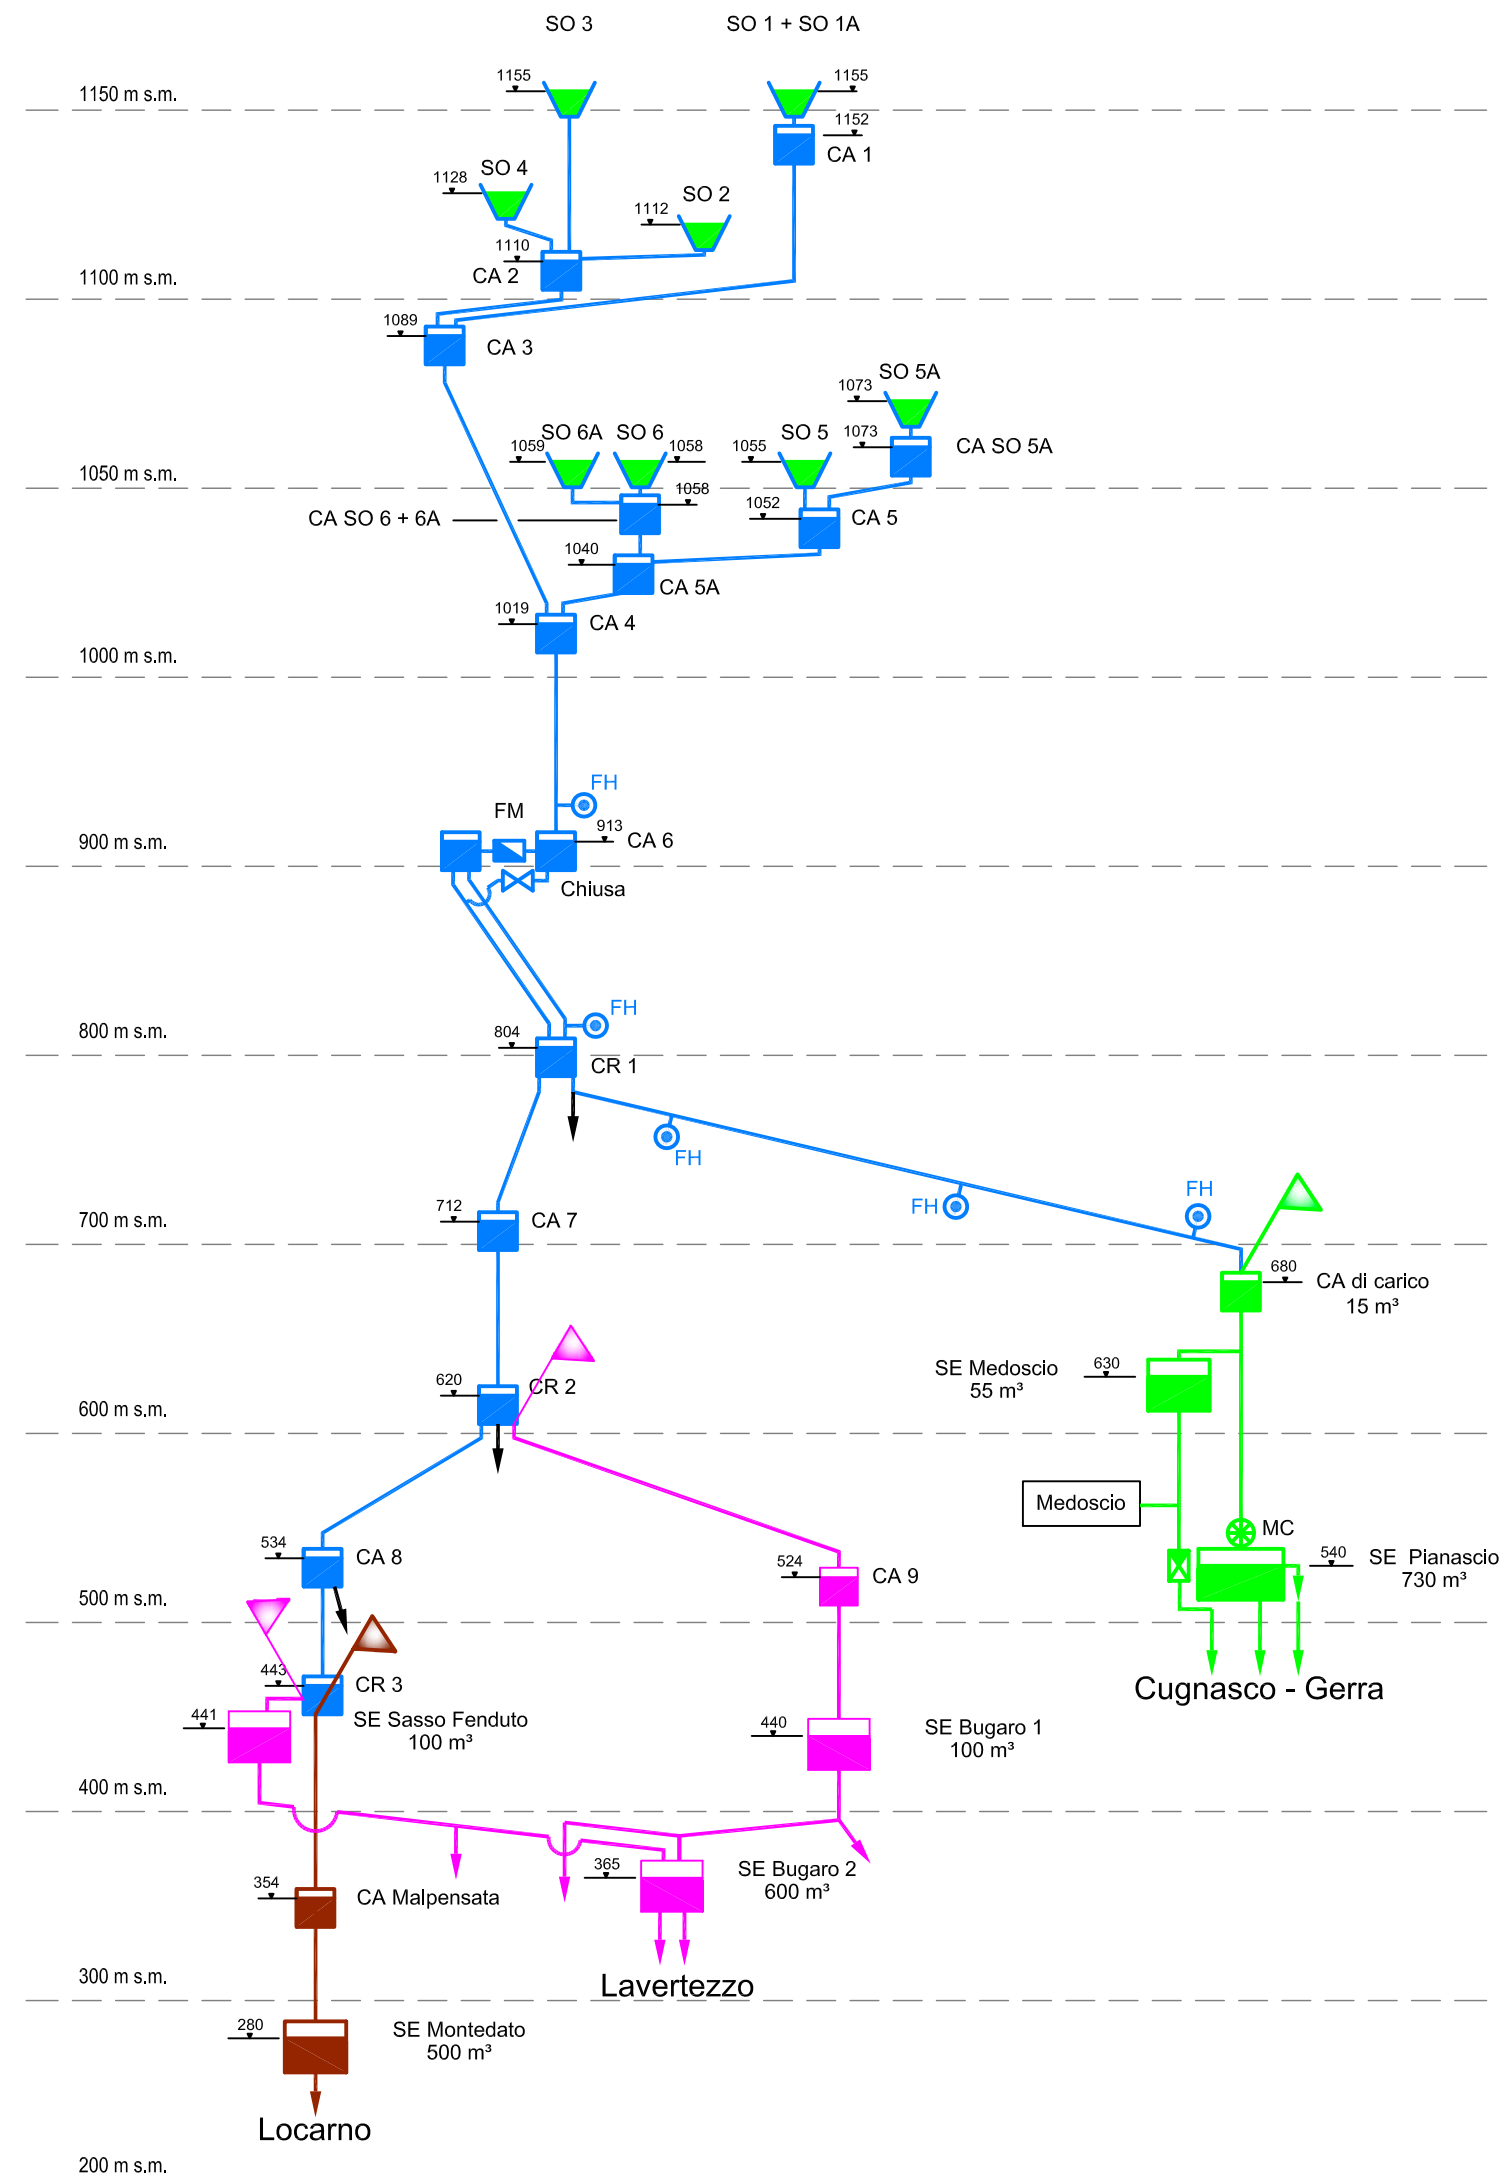 SO 3
SO 1 + SO 1A
1155
1155
1150 m s.m.
1152
CA 1
SO 4
1128
SO 2
1112
1110
CA 2
1100 m s.m.
1089
CA 3
SO 5A
1073
SO 6A
SO 6
SO 5
1059
1058
1055
1073
CA SO 5A
1050 m s.m.
1058
CA SO 6 + 6A
1052
CA 5
1040
CA 5A
1019
CA 4
1000 m s.m.
FH
FM
913
CA 6
900 m s.m.
Chiusa
FH
800 m s.m.
804
CR 1
FH
FH
FH
712
CA 7
700 m s.m.
680
CA di carico
15 m³
SE Medoscio
55 m³
630
620
CR 2
600 m s.m.
Medoscio
MC
534
CA 8
524
CA 9
540
SE Pianascio
730 m³
500 m s.m.
443
CR 3
Cugnasco - Gerra
441
SE Sasso Fenduto
100 m³
440
SE Bugaro 1
100 m³
400 m s.m.
365
SE Bugaro 2
600 m³
354
CA Malpensata
300 m s.m.
Lavertezzo
280
SE Montedato
500 m³
Locarno
200 m s.m.